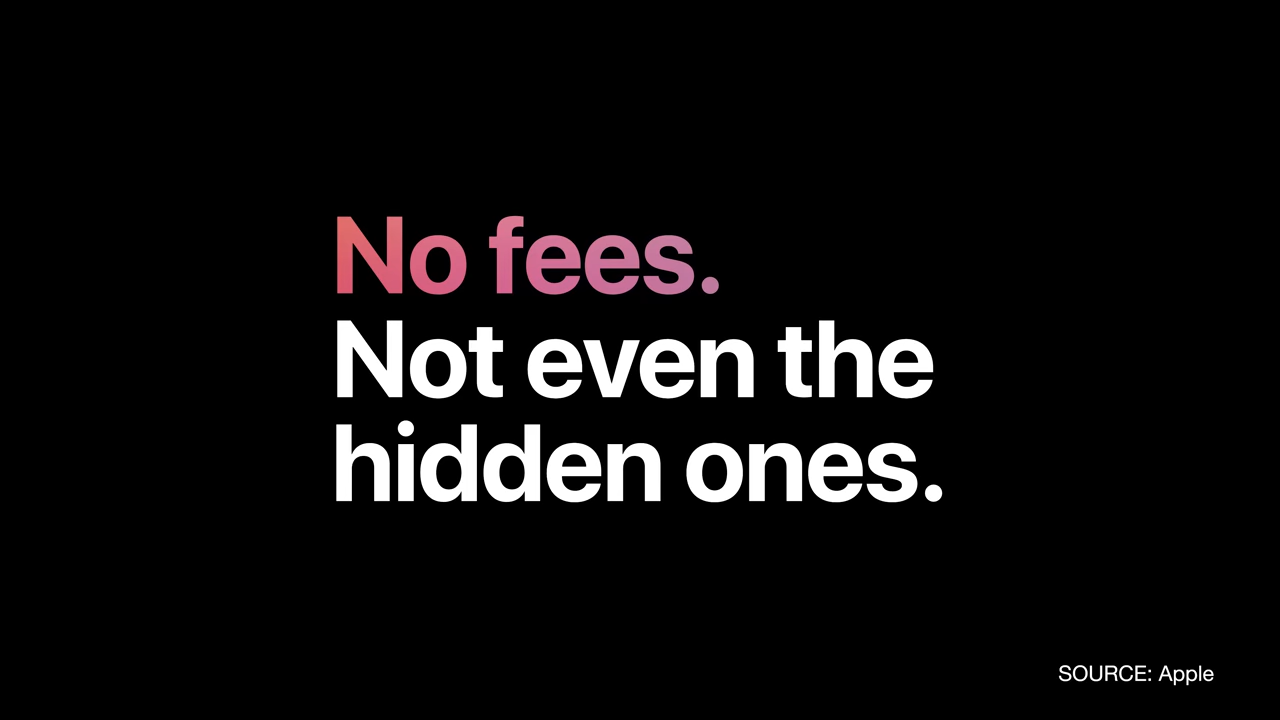 No fees.
Not even the
hidden ones.
SOURCE: Apple